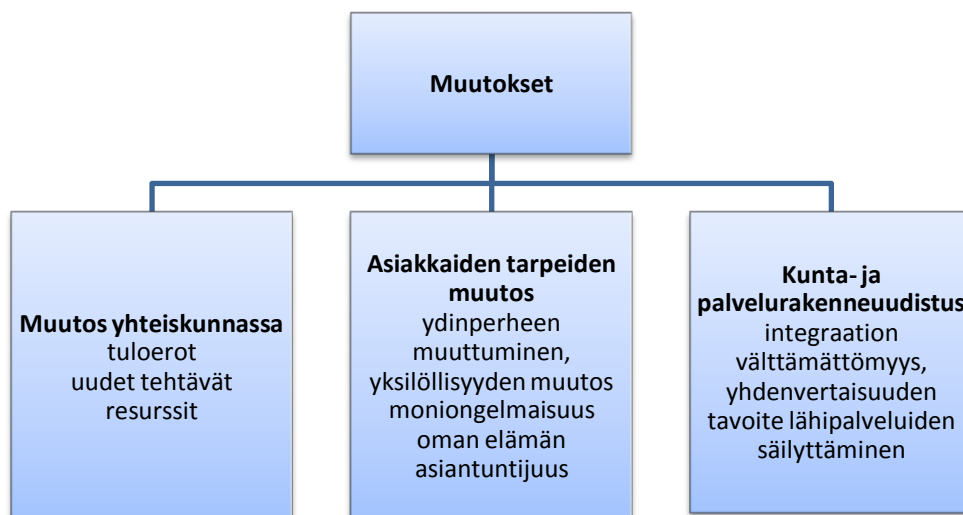 Muutokset
Muutos yhteiskunnassa
tuloerot
uudet tehtävät
resurssit
Asiakkaiden tarpeiden
muutos
ydinperheen
muuttuminen,
yksilöllisyyden muutos
moniongelmaisuus
oman elämän
asiantuntijuus
Kunta- ja
palvelurakenneuudistus
integraation
välttämättömyys,
yhdenvertaisuuden
tavoite lähipalveluiden
säilyttäminen